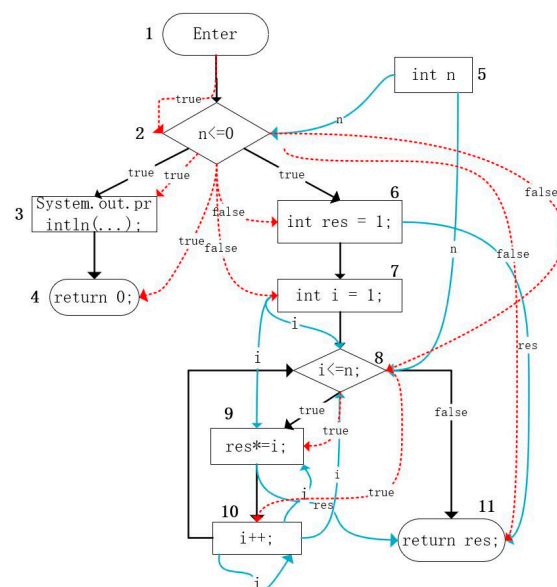 1
Enter
int n
5
true
n
2
n<=0
true
true
true
false
6
3
System.out.pr
intln(...);
false
int res = 1;
true
false
n
false
4
return 0;
7
int i = 1;
i
i
8
i<=n;
res
9
true
true
false
res*=i;
i
i
res
true
10
11
i++;
return res;
i